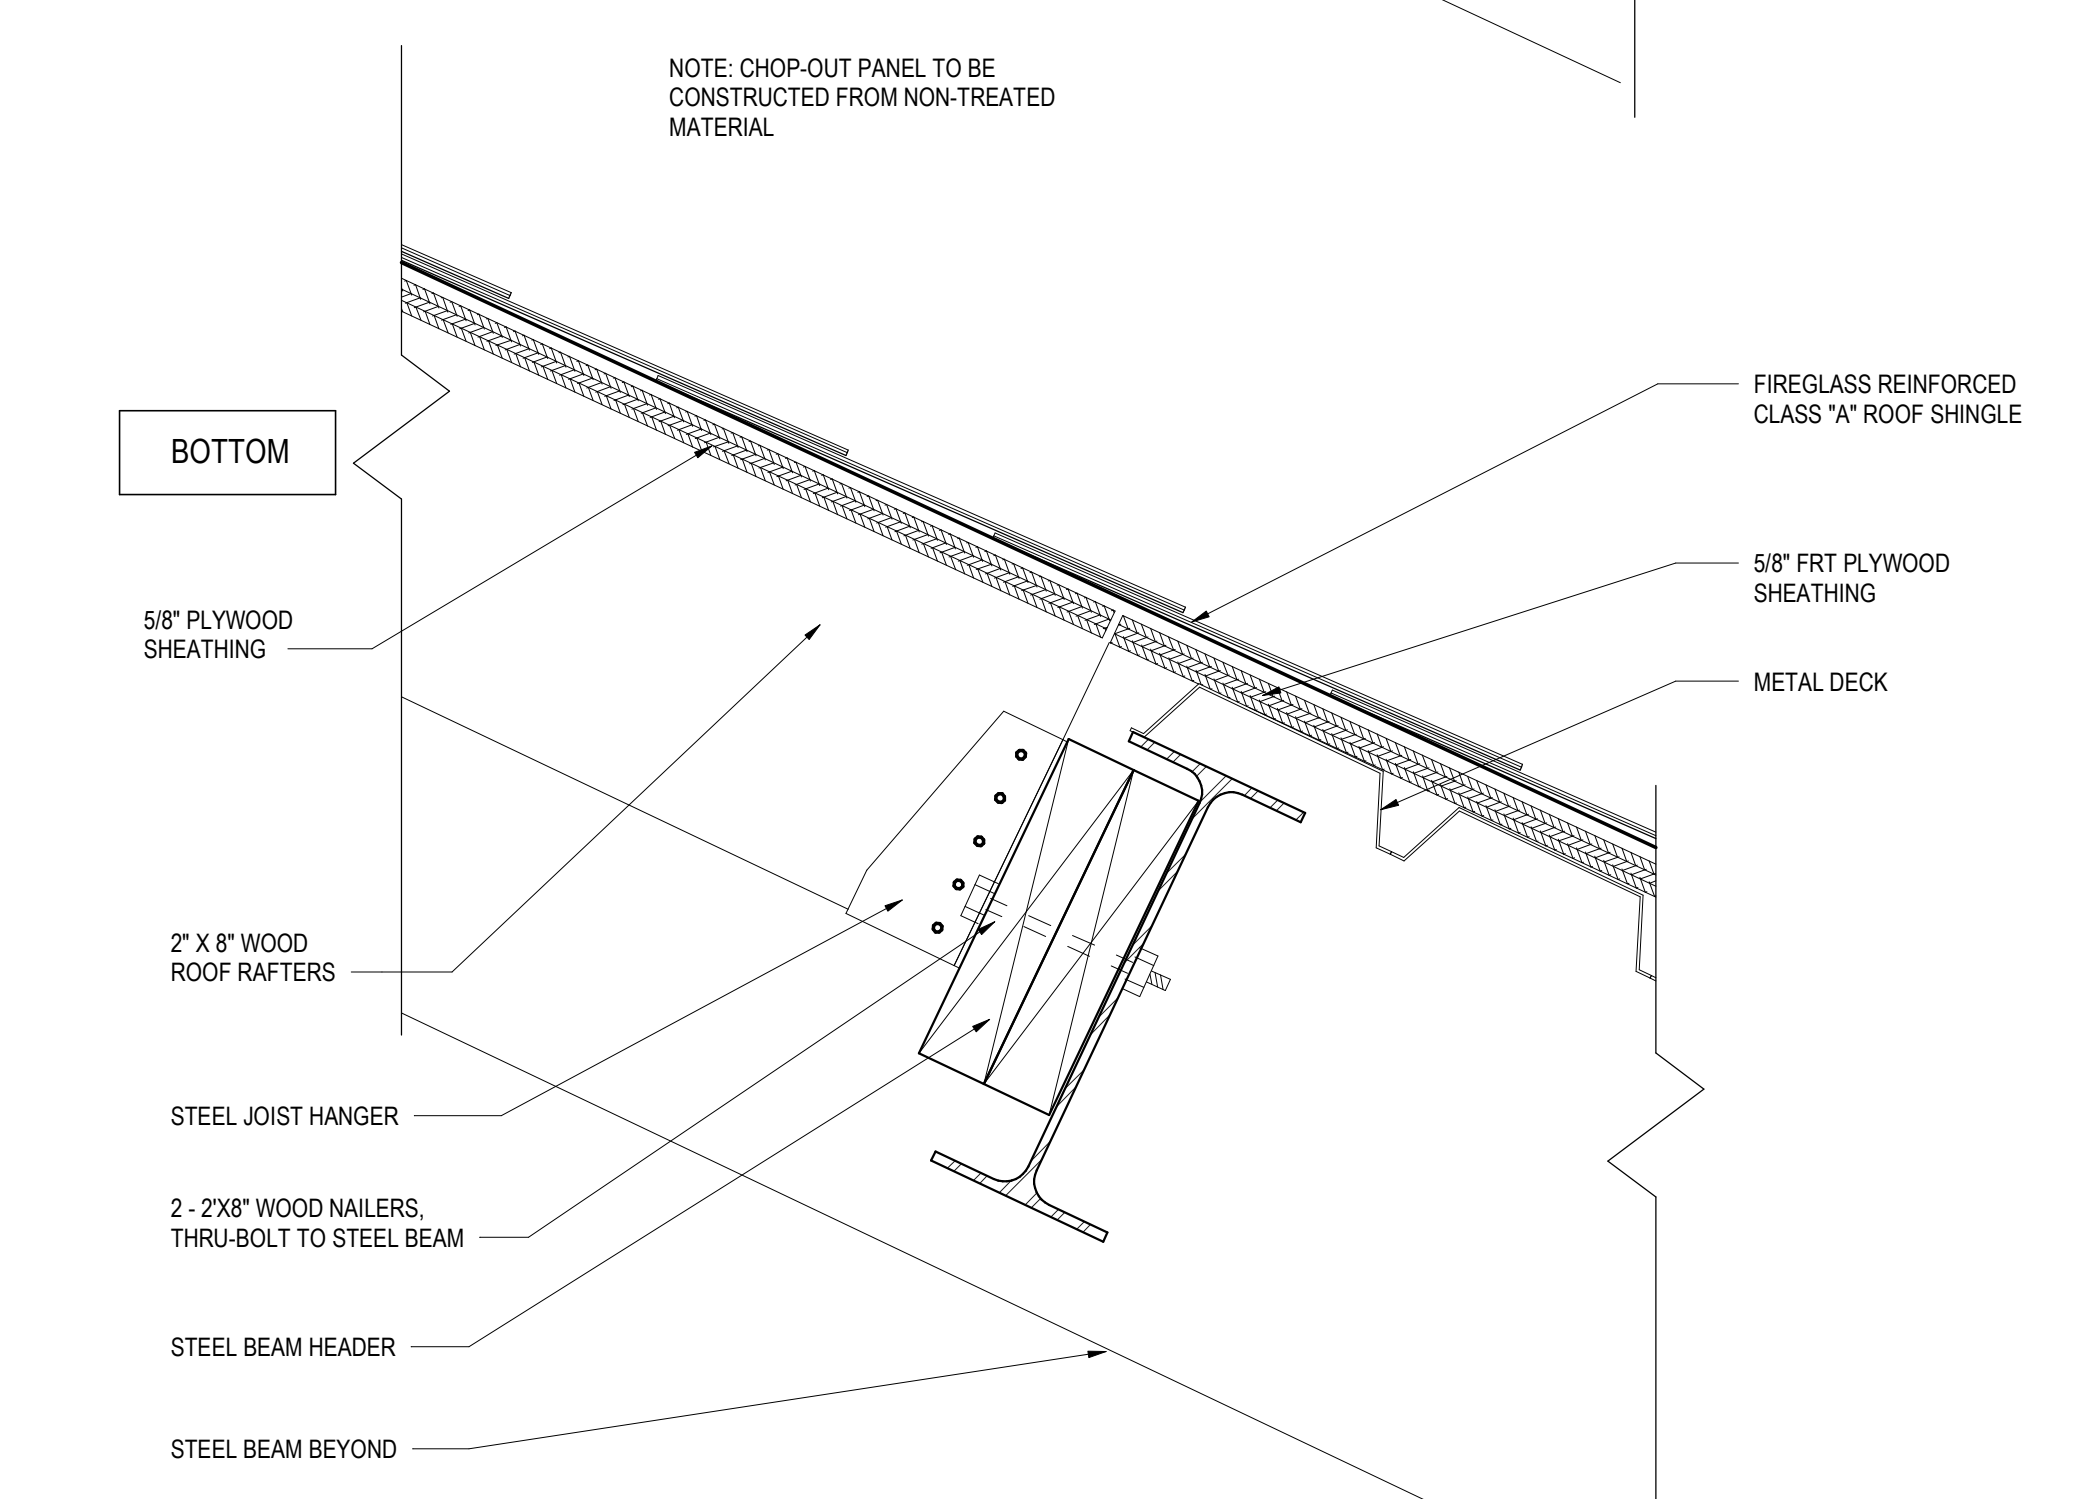 NOTE: CHOP-OUT PANEL TO BE
CONSTRUCTED FROM NON-TREATED
MATERIAL
BOTTOM
5/8" PLYWOOD
SHEATHING
2" X 8" WOOD
ROOF RAFTERS
STEEL JOIST HANGER
2 - 2'X8" WOOD NAILERS,
THRU-BOLT TO STEEL BEAM
STEEL BEAM HEADER
STEEL BEAM BEYOND
FIREGLASS REINFORCED
CLASS "A" ROOF SHINGLE
5/8" FRT PLYWOOD
SHEATHING
METAL DECK